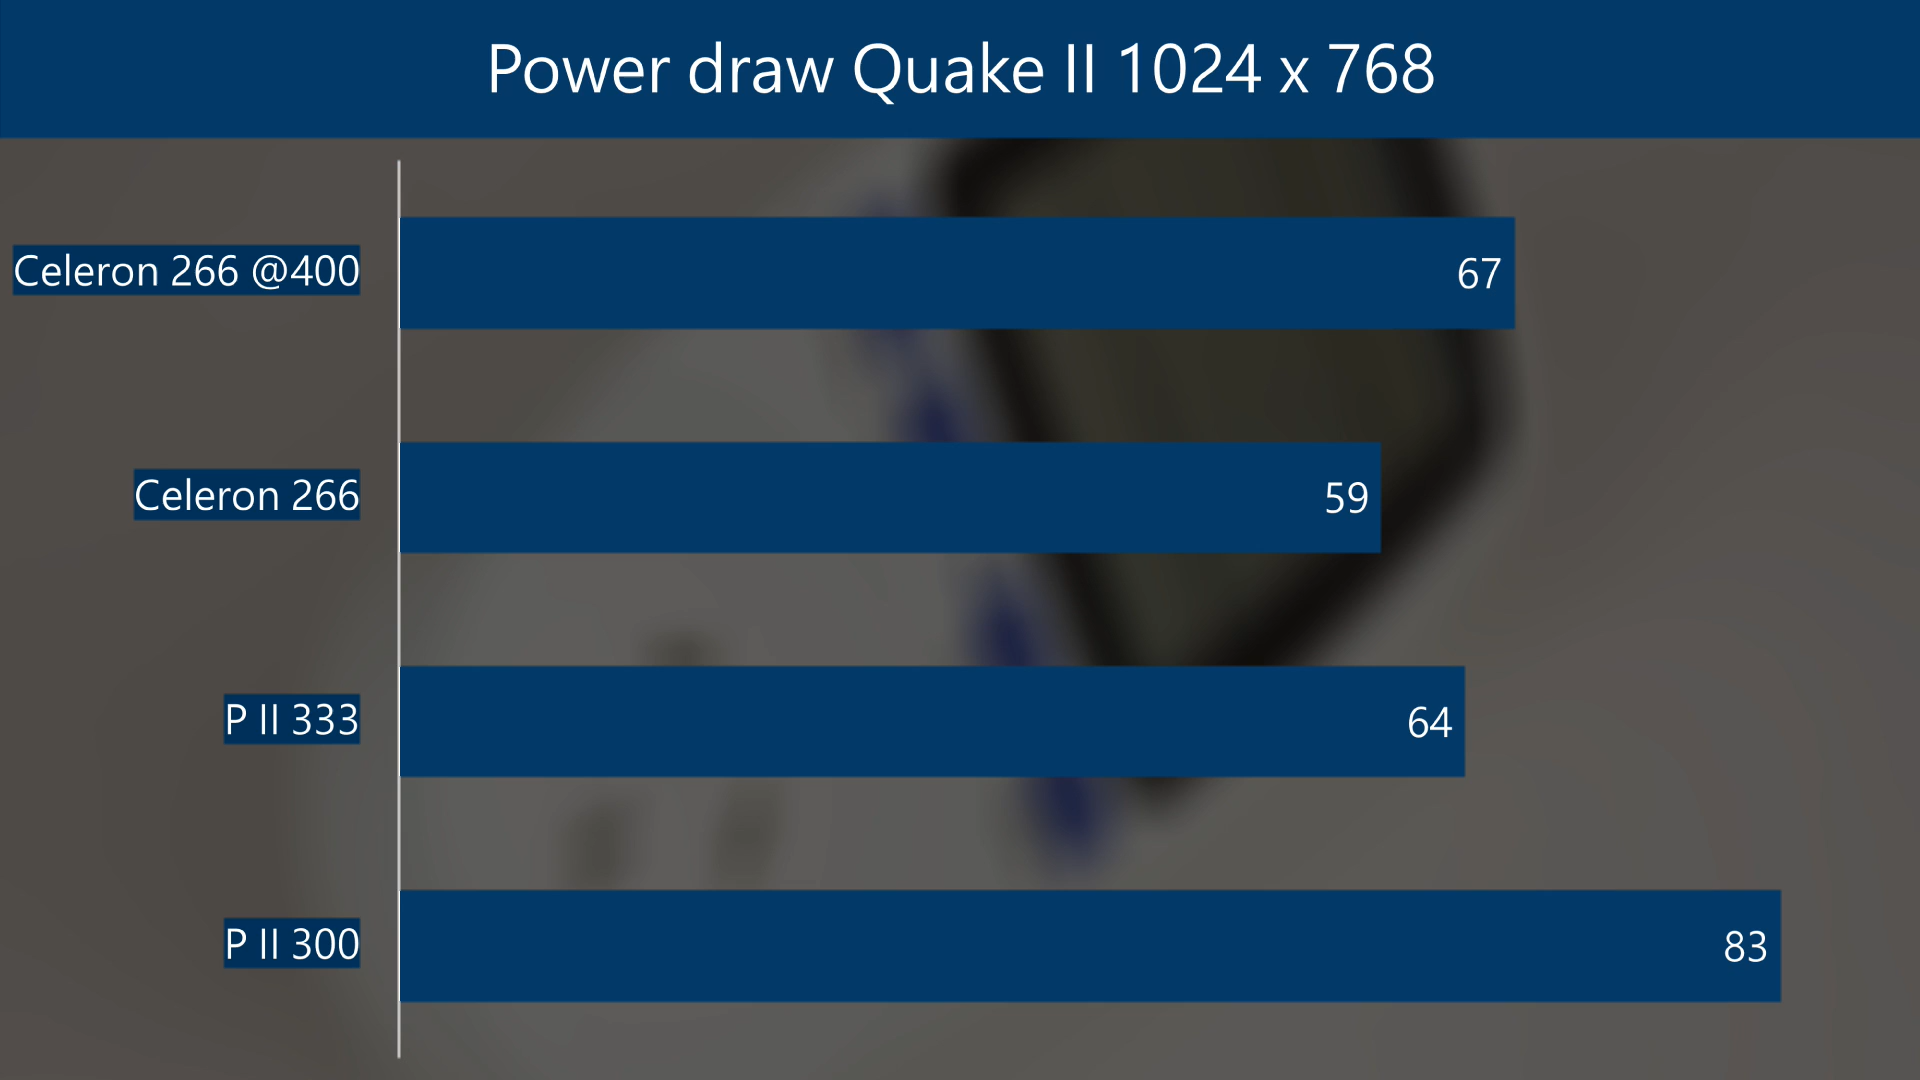 Power draw Quake II 1024 x 768
Celeron 266 @400
67
Celeron 266
59
P II 333
64
P II 300
83